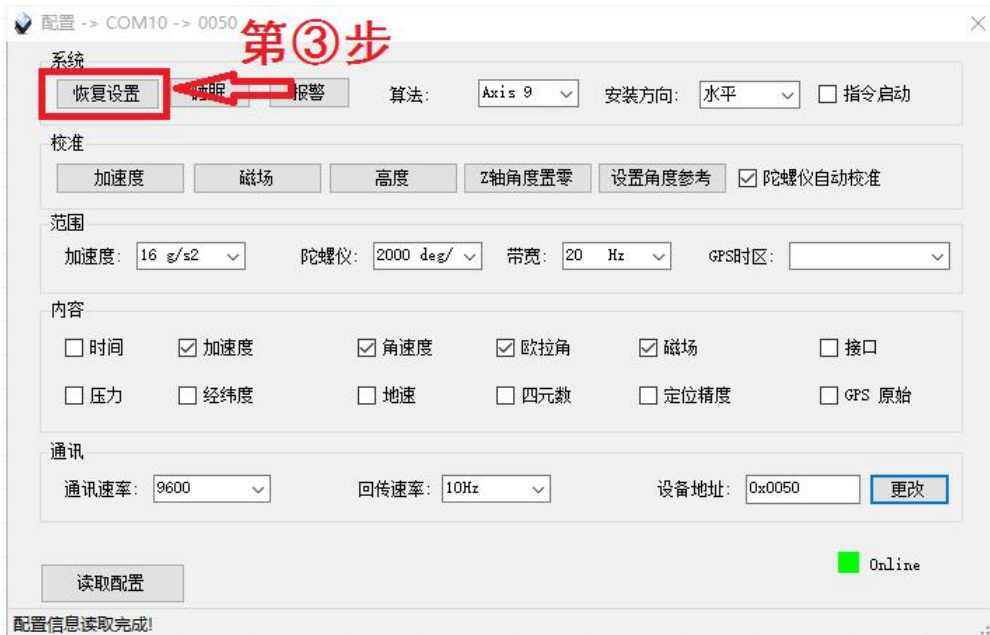 配置 -> COM10 -> 0050
第③步
系统
恢复设置 睡眠 报警 算法: Axis 9 安装方向: 水平 指令启动
校准
加速度 磁场 高度 Z轴角度置零 设置角度参考 陀螺仪自动校准
范围
加速度: 16 g/s2 陀螺仪: 2000 deg/ 带宽: 20 Hz GPS时区:
内容
时间 加速度 角速度 欧拉角 磁场 接口
压力 经纬度 地速 四元数 定位精度 GPS 原始
通讯
通讯速率: 9600 回传速率: 10Hz 设备地址: 0x0050 更改
Online
读取配置
配置信息读取完成!